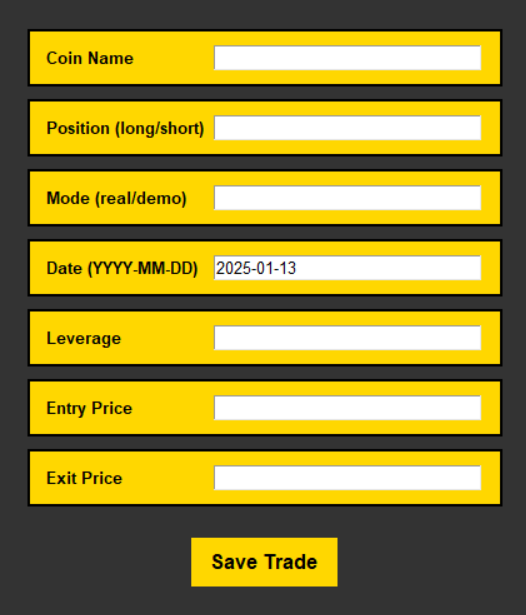 Coin Name
Position (long/short)
Mode (real/demo)
Date (YYYY-MM-DD) 2025-01-13
Leverage
Entry Price
Exit Price
Save Trade